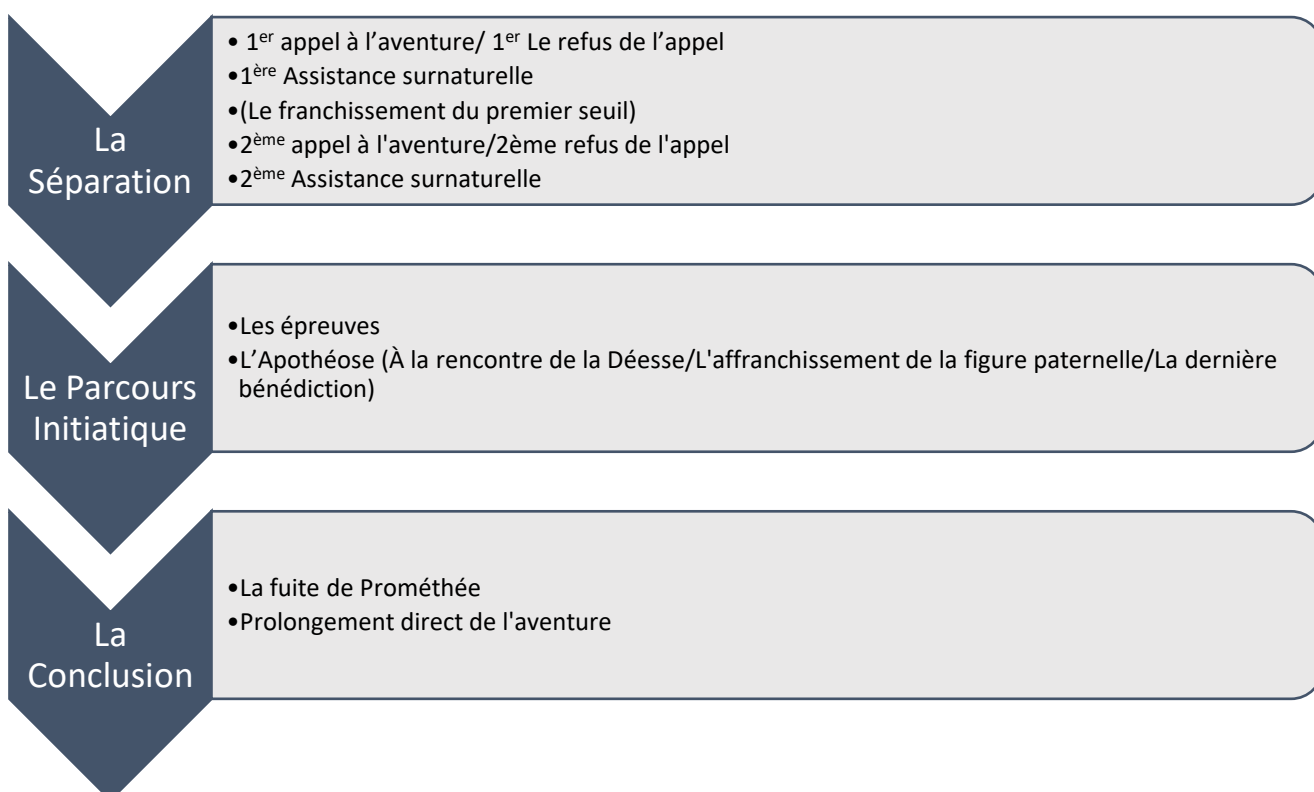 La
Séparation
• 1er appel à l’aventure/ 1er Le refus de l’appel
•1ère Assistance surnaturelle
•(Le franchissement du premier seuil)
•2ème appel à l'aventure/2ème refus de l'appel
•2ème Assistance surnaturelle
Le Parcours
Initiatique
•Les épreuves
•L’Apothéose (À la rencontre de la Déesse/L'affranchissement de la figure paternelle/La dernière
bénédiction)
La
Conclusion
•La fuite de Prométhée
•Prolongement direct de l'aventure